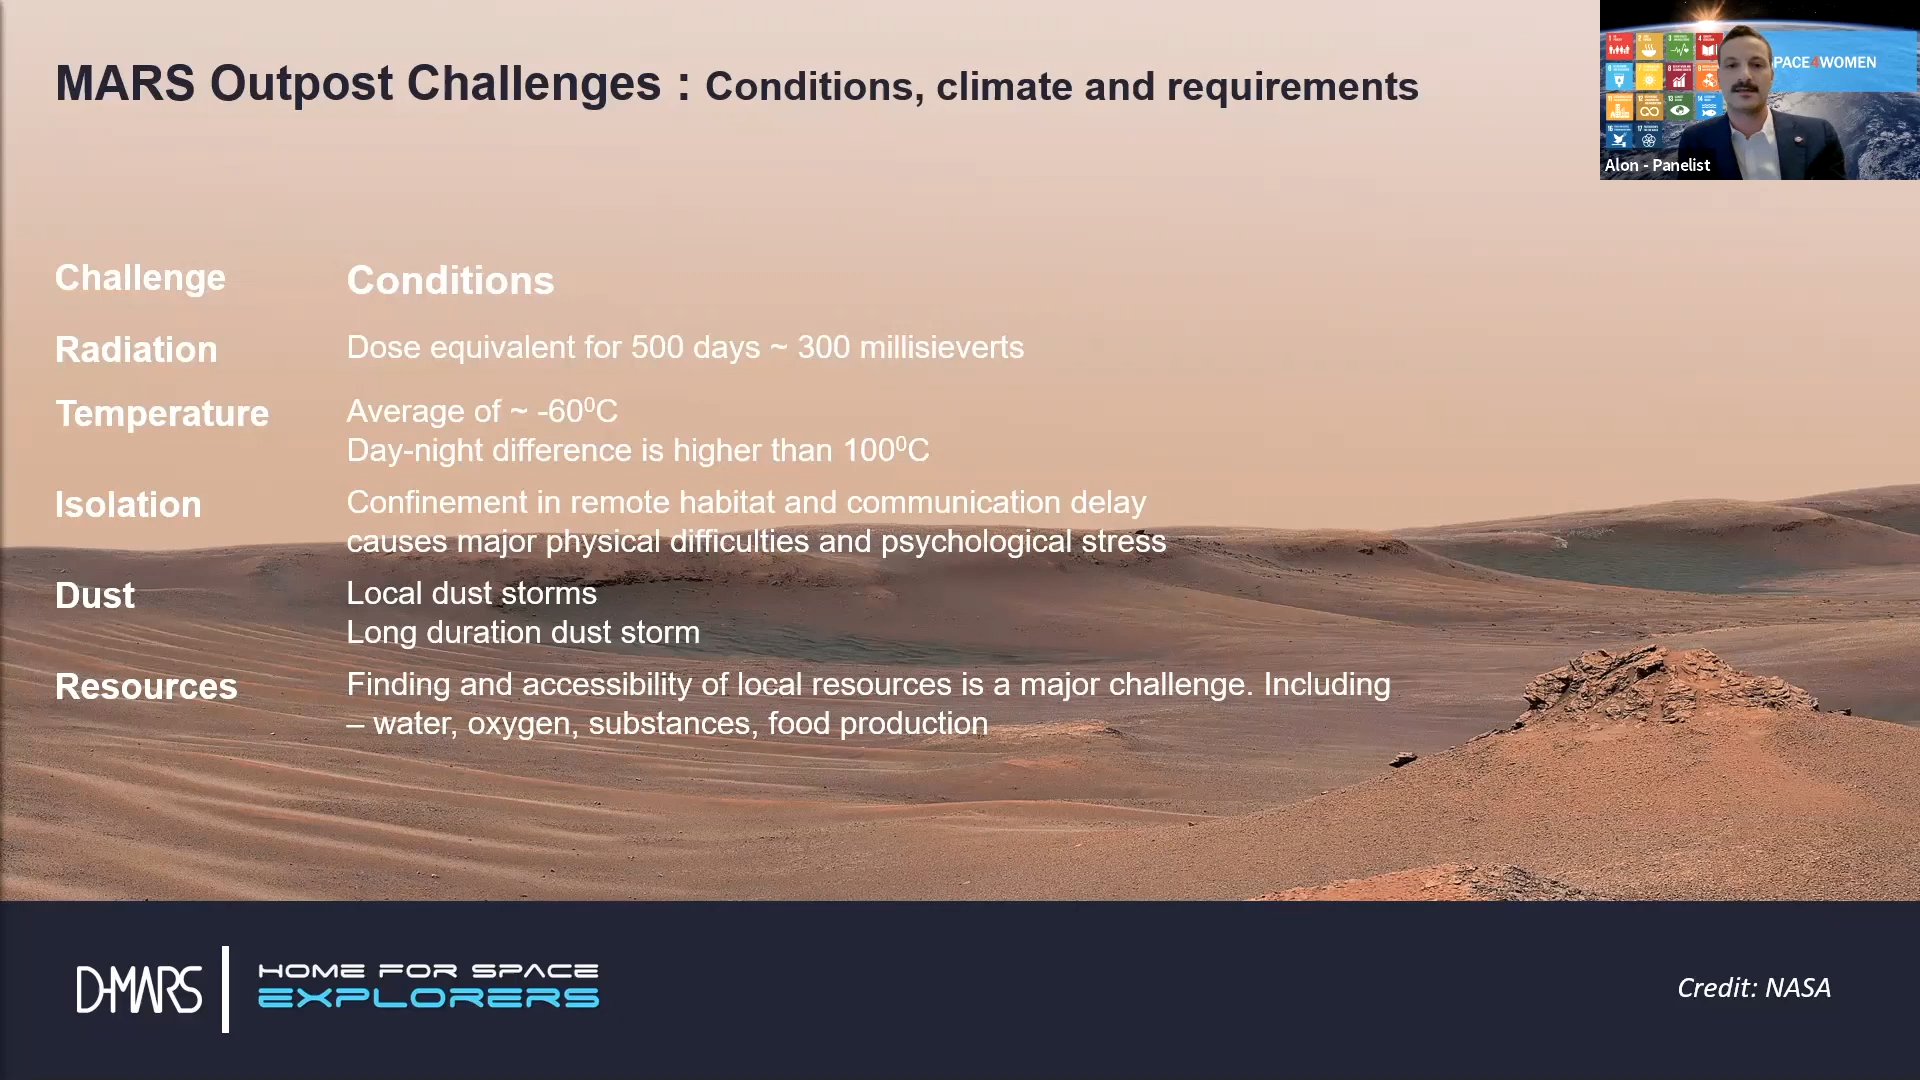 MARS Outpost Challenges : Conditions, climate and requirements
PACE4WOMEN
Alon - Panelist
Challenge Conditions
Radiation Dose equivalent for 500 days ~ 300 millisieverts
Temperature Average of ~ -60⁰C
Day-night difference is higher than 100⁰C
Isolation Confinement in remote habitat and communication delay
causes major physical difficulties and psychological stress
Dust Local dust storms
Long duration dust storm
Resources Finding and accessibility of local resources is a major challenge. Including
– water, oxygen, substances, food production
D-MARS
HOME FOR SPACE
EXPLORERS
Credit: NASA